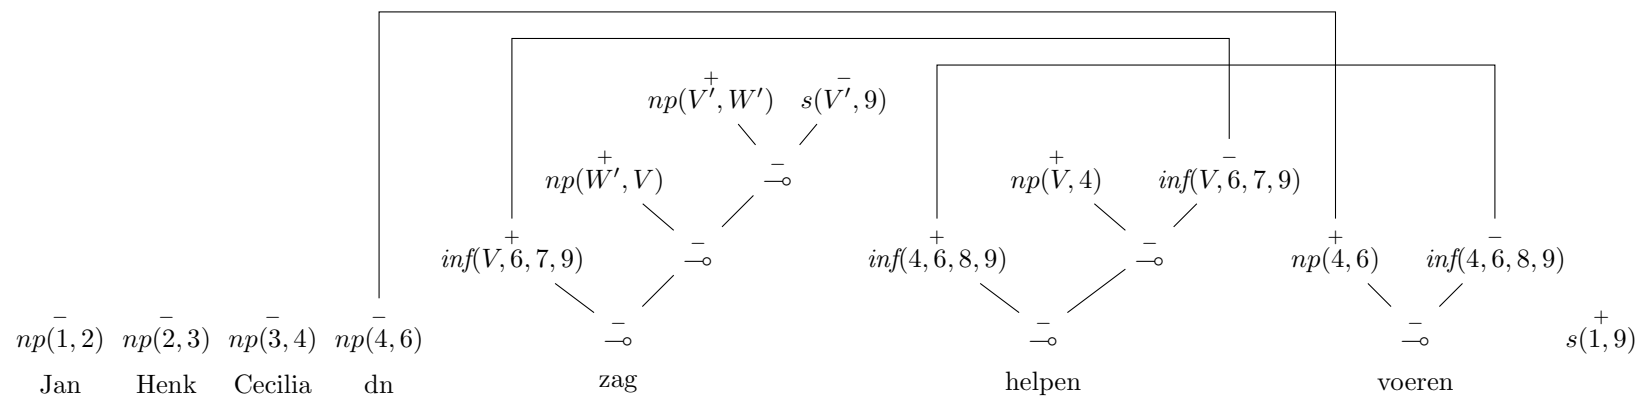 + −
np(V′, W′) s(V′, 9)
+ − + −
np(W′, V) ⊸ np(V, 4) inf(V, 6, 7, 9)
+ − + − + −
inf(V, 6, 7, 9) ⊸ inf(4, 6, 8, 9) ⊸ np(4, 6) inf(4, 6, 8, 9)
− − − − − − − +
np(1, 2) np(2, 3) np(3, 4) np(4, 6) ⊸ ⊸ ⊸ s(1, 9)
Jan Henk Cecilia dn zag helpen voeren